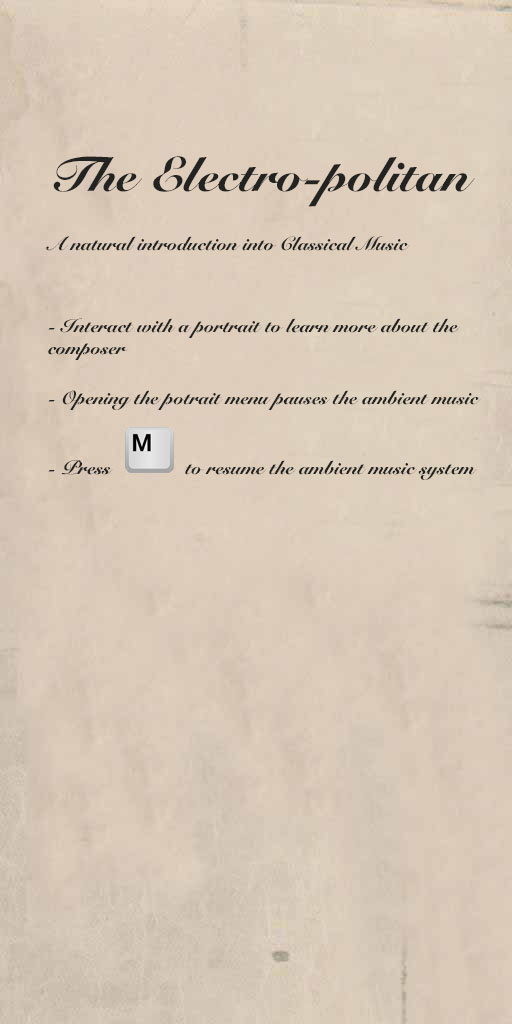 The Electro-politan
A natural introduction into Classical Music
- Interact with a portrait to learn more about the
composer
- Opening the potrait menu pauses the ambient music
- Press M to resume the ambient music system